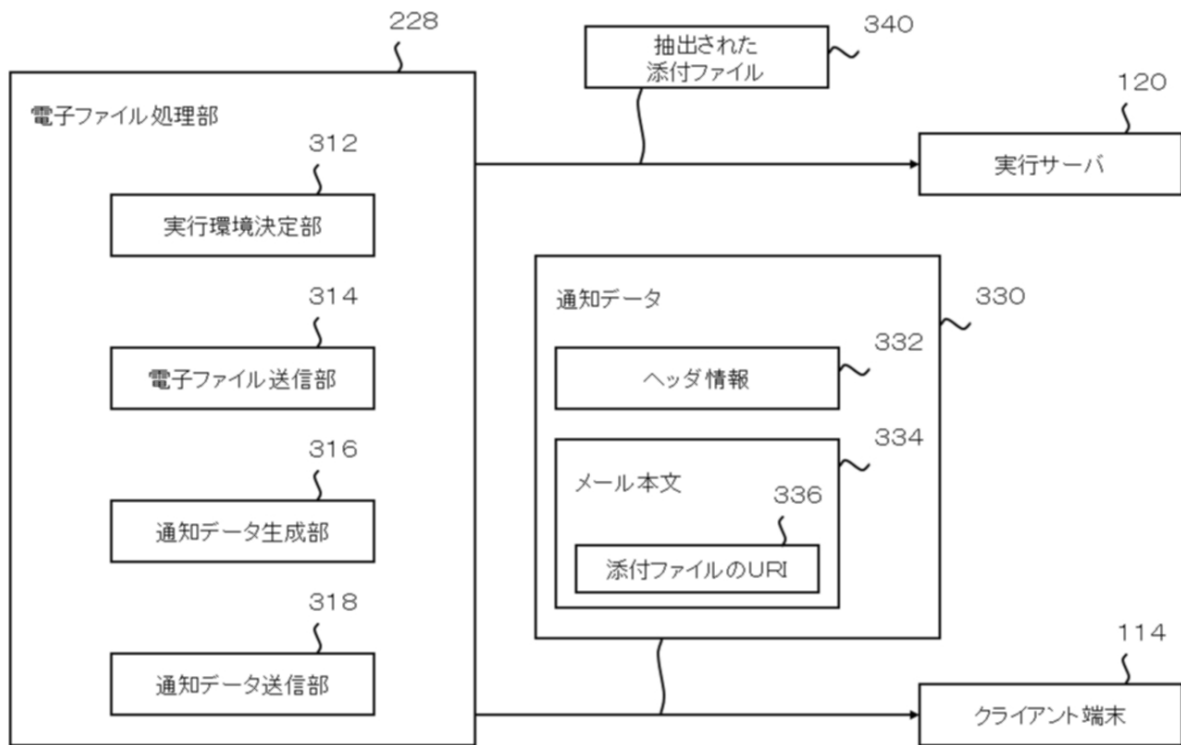 228
電子ファイル処理部
312
実行環境決定部
314
電子ファイル送信部
316
通知データ生成部
318
通知データ送信部
340
抽出された
添付ファイル
120
実行サーバ
330
通知データ
332
ヘッダ情報
334
メール本文
336
添付ファイルのURI
114
クライアント端末